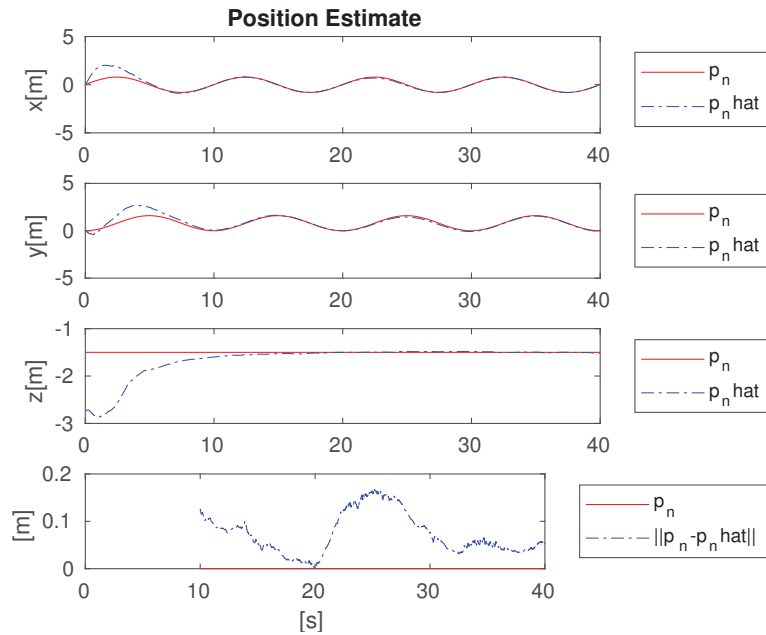 Position Estimate
5
0
-5
x[m]
0 10 20 30 40
p_n
p_n hat
5
0
-5
y[m]
0 10 20 30 40
p_n
p_n hat
-1
-2
-3
z[m]
0 10 20 30 40
p_n
p_n hat
0.2
0.1
0
[m]
0 10 20 30 40
[s]
p_n
||p_n-p_n hat||